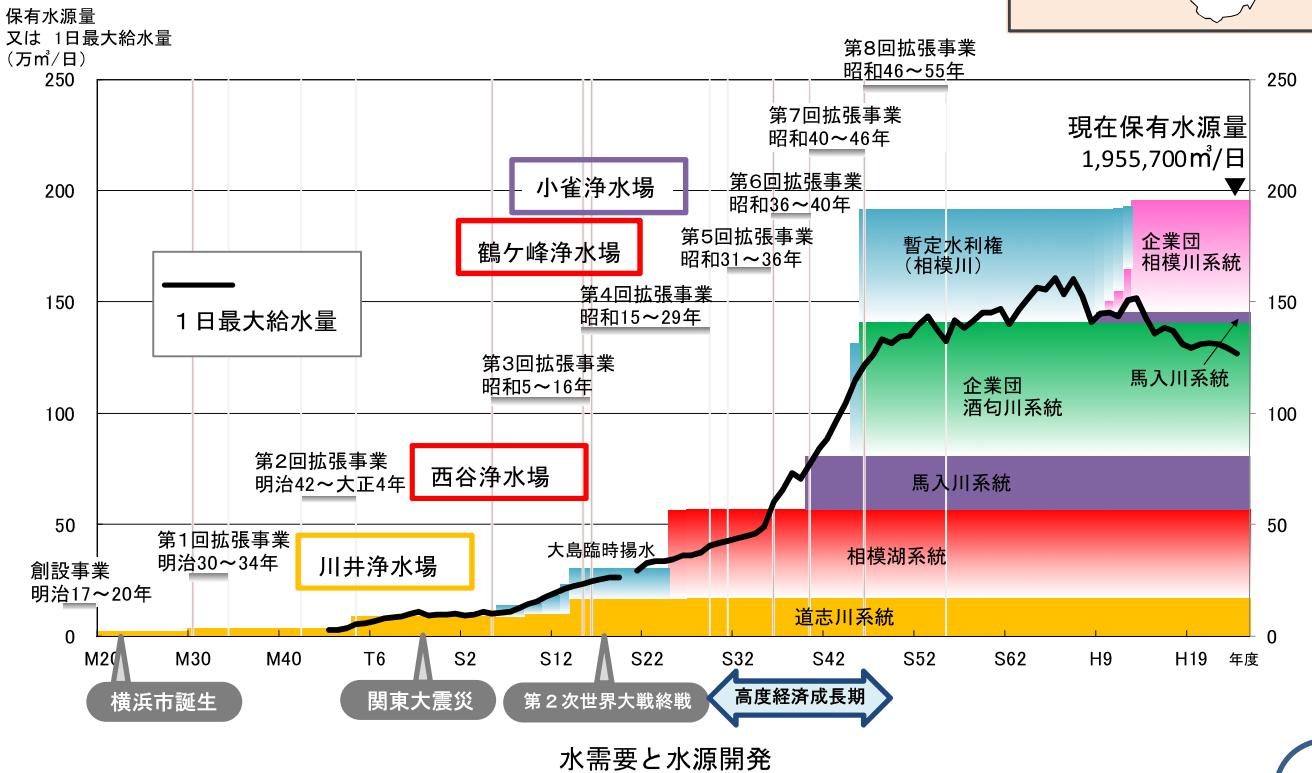 保有水源量
又は 1日最大給水量
(万㎥/日)
250
200
150
100
50
0
250
200
150
100
50
0
第8回拡張事業
昭和46～55年
第7回拡張事業
昭和40～46年
第6回拡張事業
昭和36～40年
第5回拡張事業
昭和31～36年
第4回拡張事業
昭和15～29年
第3回拡張事業
昭和5～16年
第2回拡張事業
明治42～大正4年
第1回拡張事業
明治30～34年
創設事業
明治17～20年
現在保有水源量
1,955,700㎥/日
▼
小雀浄水場
鶴ケ峰浄水場
西谷浄水場
川井浄水場
1日最大給水量
暫定水利権
(相模川)
企業団
相模川系統
馬入川系統
企業団
酒匂川系統
馬入川系統
大島臨時揚水
相模湖系統
道志川系統
M20 M30 M40 T6 S2 S12 S22 S32 S42 S52 S62 H9 H19 年度
横浜市誕生
関東大震災
第2次世界大戦終戦
高度経済成長期
水需要と水源開発